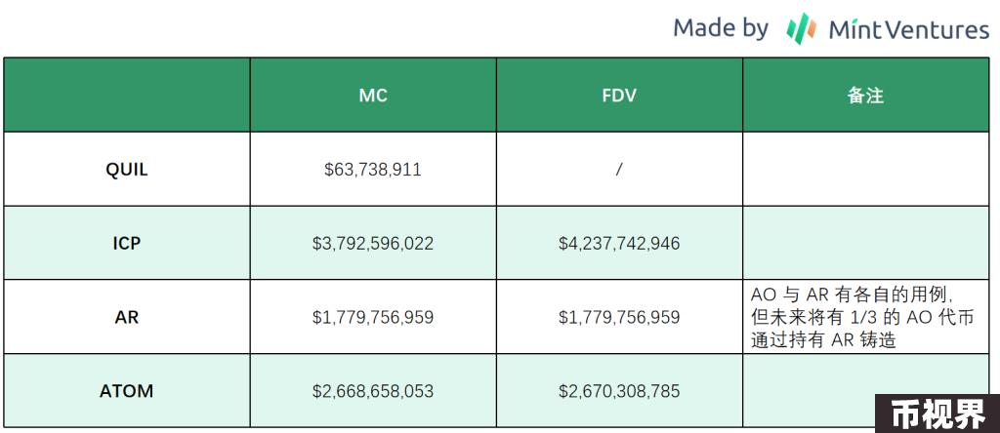 Made by MintVentures
MC FDV 备注
QUIL $63,738,911 /
ICP $3,792,596,022 $4,237,742,946
AR $1,779,756,959 $1,779,756,959
AO 与 AR 有各自的用例,
但未来将有 1/3 的 AO 代币
通过持有 AR 铸造
ATOM $2,668,658,053 $2,670,308,785
币视界